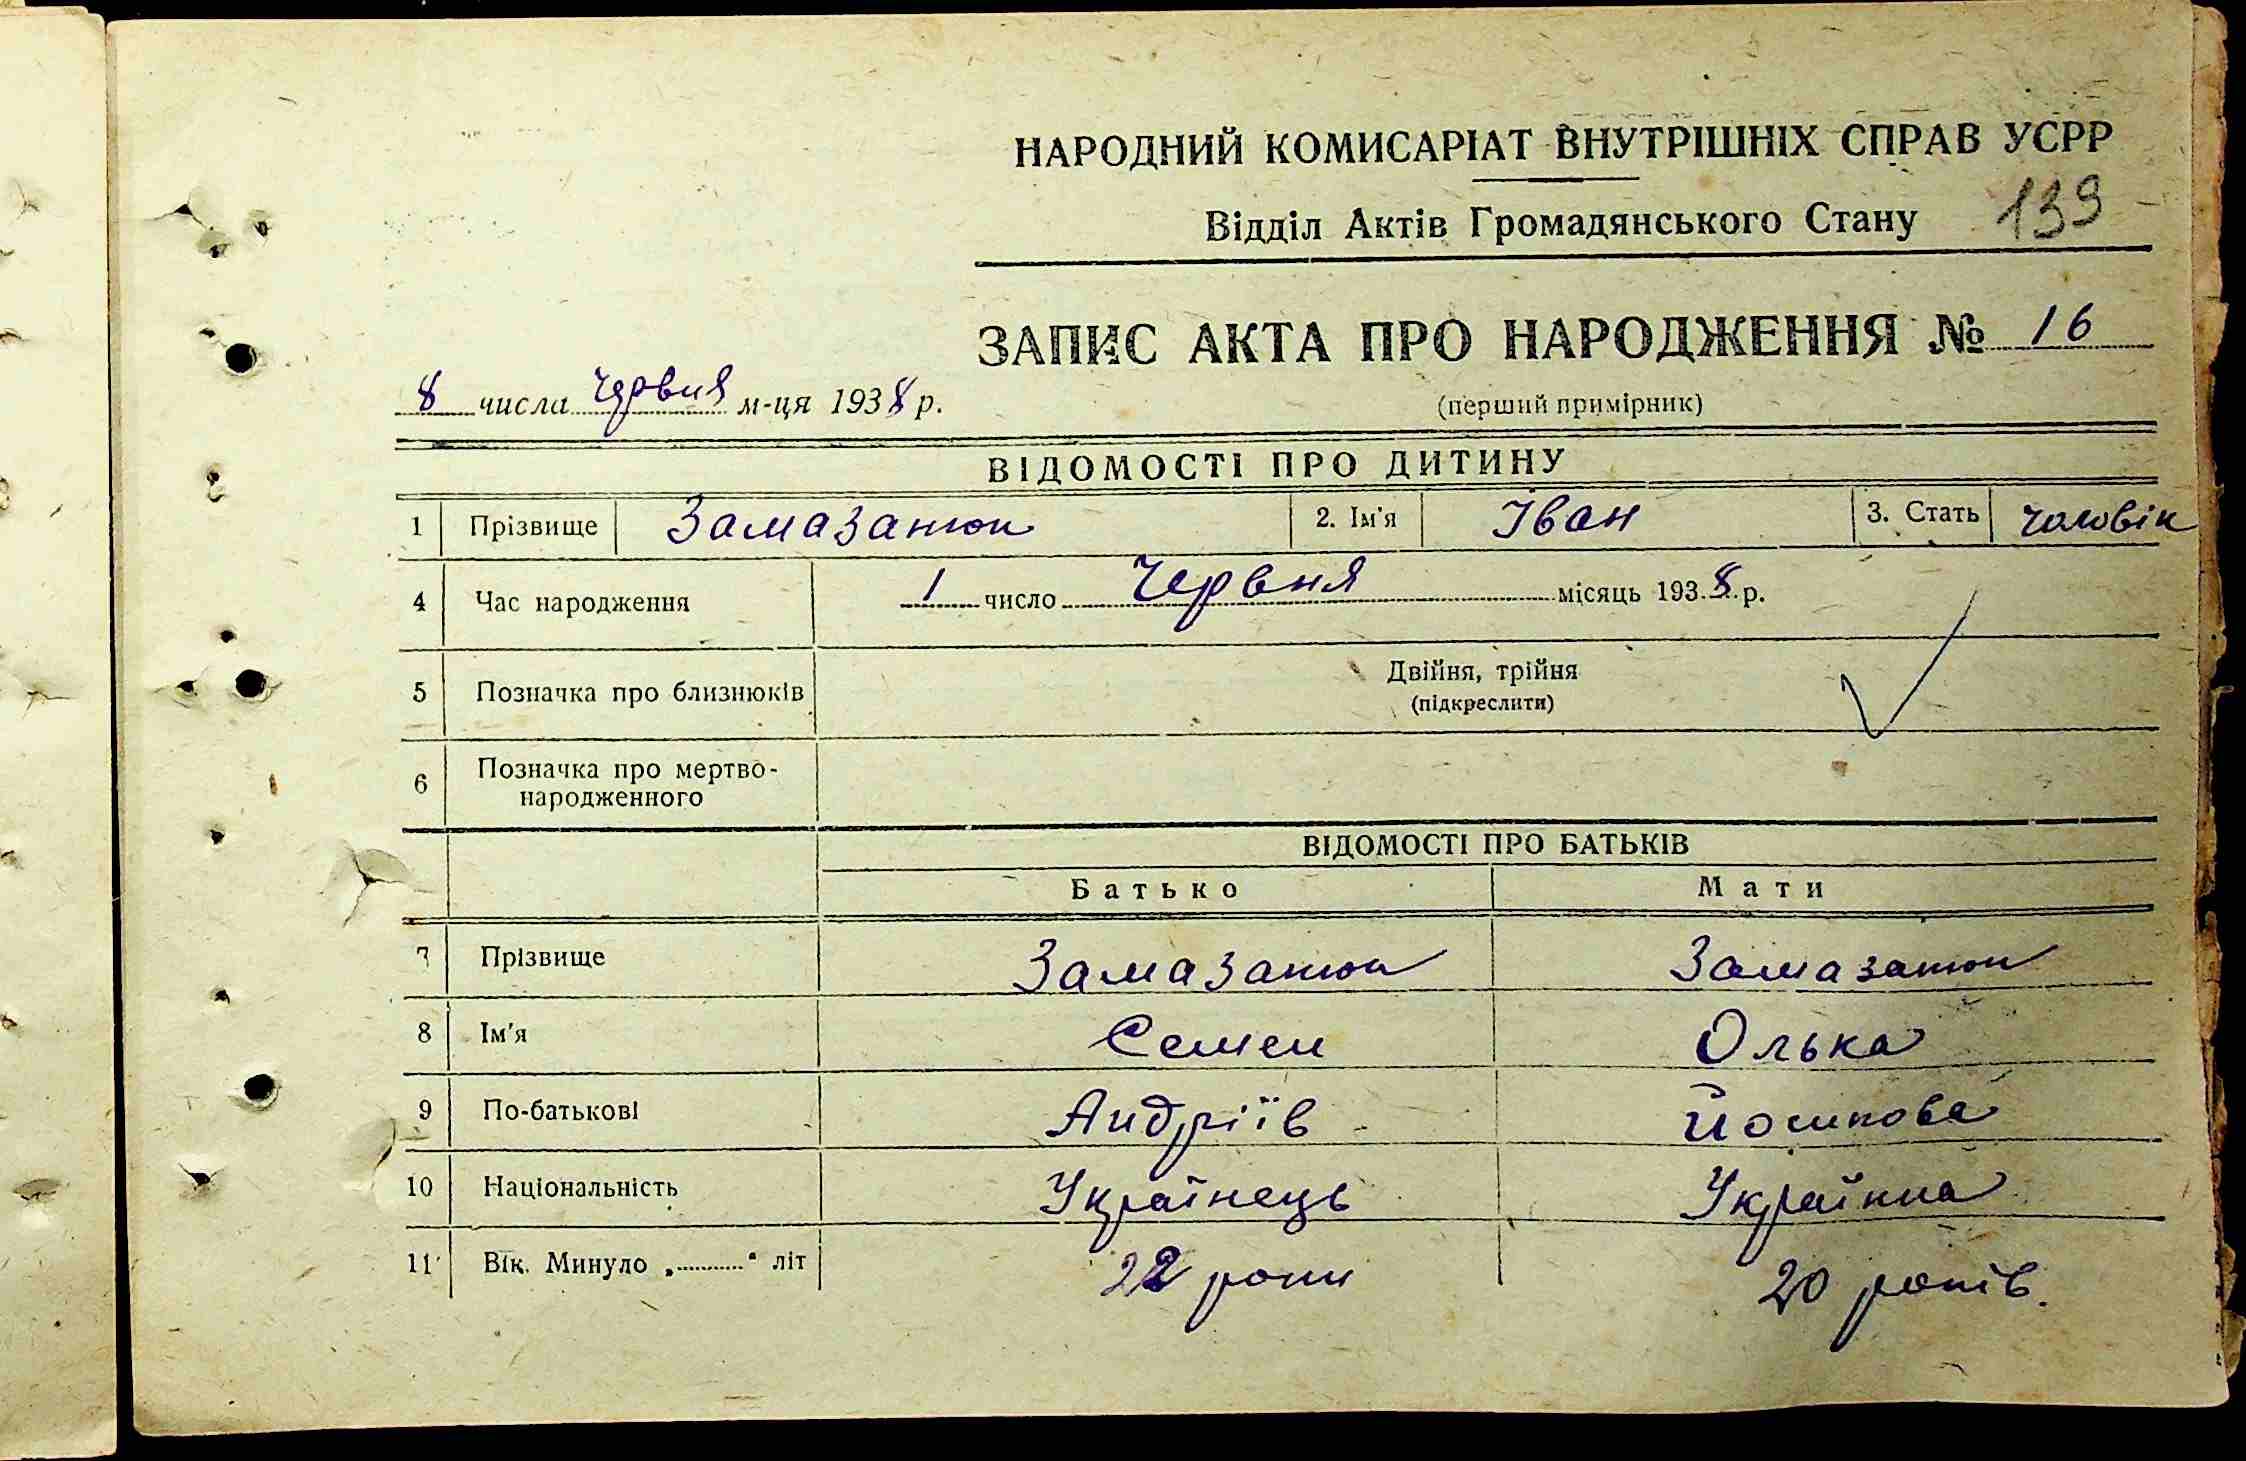 НАРОДНИЙ КОМИСАРІАТ ВНУТРІШНІХ СПРАВ УСРР
Відділ Актів Громадянського Стану 139
ЗАПИС АКТА ПРО НАРОДЖЕННЯ № 16
8 числа червня м-ця 1938 р.
(перший примірник)
ВІДОМОСТІ ПРО ДИТИНУ
1 Прізвище Замазанюк 2. Ім'я Іван 3. Стать чоловік
4 Час народження 1 число Червня місяць 1938 р.
5 Позначка про близнюків Двійня, трійня
(підкреслити)
6 Позначка про мертво-
народженного
ВІДОМОСТІ ПРО БАТЬКІВ
Батько Мати
7 Прізвище Замазанюк Замазанюк
8 Ім'я Семен Олька
9 По-батькові Андріїв Йосипова
10 Національність Українець Українка
11 Вік. Минуло „..........“ літ 22 роки 20 років.